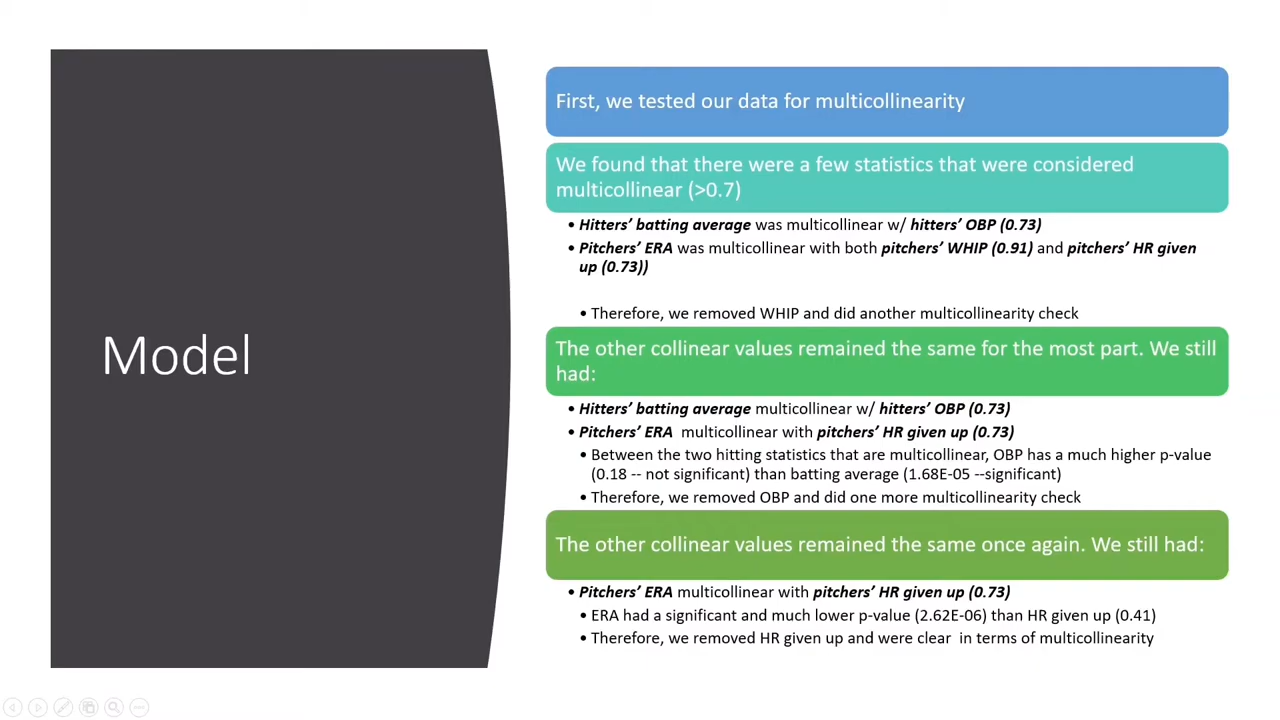 Model
First, we tested our data for multicollinearity
We found that there were a few statistics that were considered
multicollinear (>0.7)
• Hitters’ batting average was multicollinear w/ hitters’ OBP (0.73)
• Pitchers’ ERA was multicollinear with both pitchers’ WHIP (0.91) and pitchers’ HR given
up (0.73))
• Therefore, we removed WHIP and did another multicollinearity check
The other collinear values remained the same for the most part. We still
had:
• Hitters’ batting average multicollinear w/ hitters’ OBP (0.73)
• Pitchers’ ERA  multicollinear with pitchers’ HR given up (0.73)
• Between the two hitting statistics that are multicollinear, OBP has a much higher p-value
(0.18 -- not significant) than batting average (1.68E-05 --significant)
• Therefore, we removed OBP and did one more multicollinearity check
The other collinear values remained the same once again. We still had:
• Pitchers’ ERA multicollinear with pitchers’ HR given up (0.73)
• ERA had a significant and much lower p-value (2.62E-06) than HR given up (0.41)
• Therefore, we removed HR given up and were clear  in terms of multicollinearity